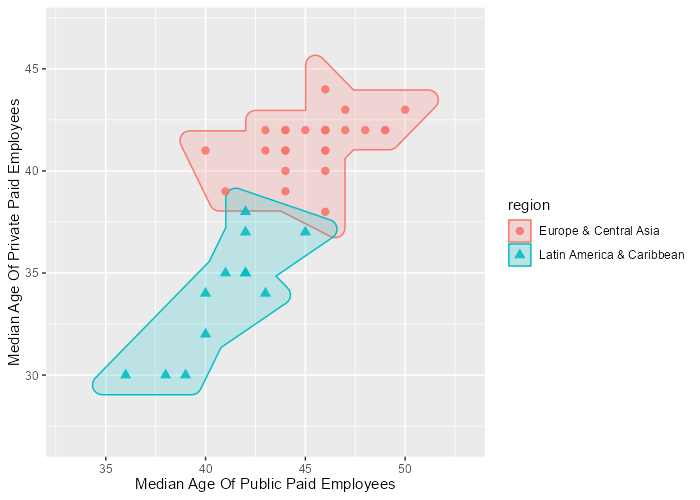 45
40
35
30
35
40
45
50
Median Age Of Public Paid Employees
Median Age Of Private Paid Employees
region
Europe & Central Asia
Latin America & Caribbean